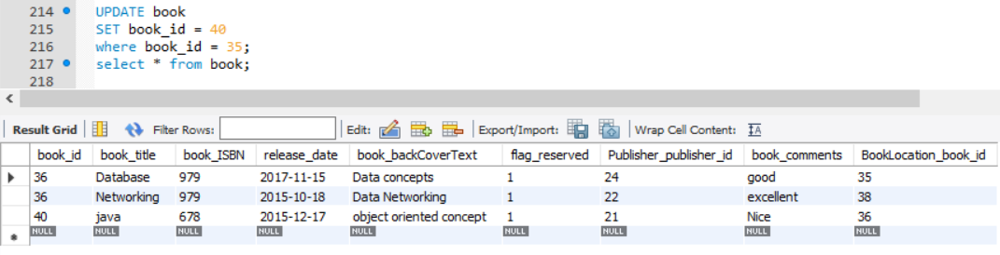 214 UPDATE book
215 SET book_id = 40
216 where book_id = 35;
217 select * from book;
218
Result Grid Filter Rows: Edit: Export/Import: Wrap Cell Content:
book_id book_title book_ISBN release_date book_backCoverText flag_reserved Publisher_publisher_id book_comments BookLocation_book_id
36 Database 979 2017-11-15 Data concepts 1 24 good 35
36 Networking 979 2015-10-18 Data Networking 1 22 excellent 38
40 java 678 2015-12-17 object oriented concept 1 21 Nice 36
NULL NULL NULL NULL NULL NULL NULL NULL NULL